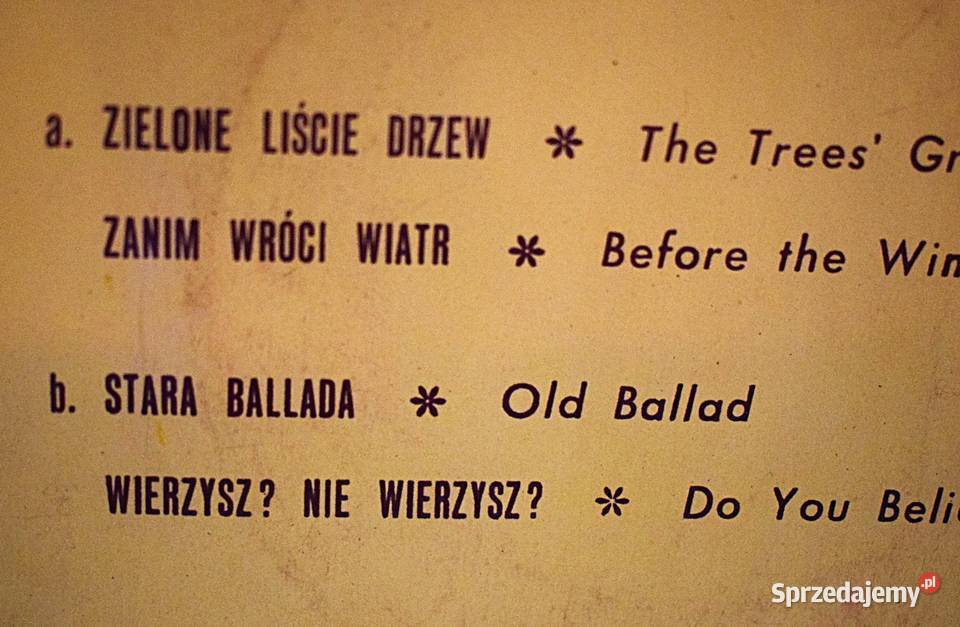 a. ZIELONE LIŚCIE DRZEW * The Trees' Gr
ZANIM WRÓCI WIATR * Before the Win
b. STARA BALLADA * Old Ballad
WIERZYSZ? NIE WIERZYSZ? * Do You Beli
Sprzedajemy.pl